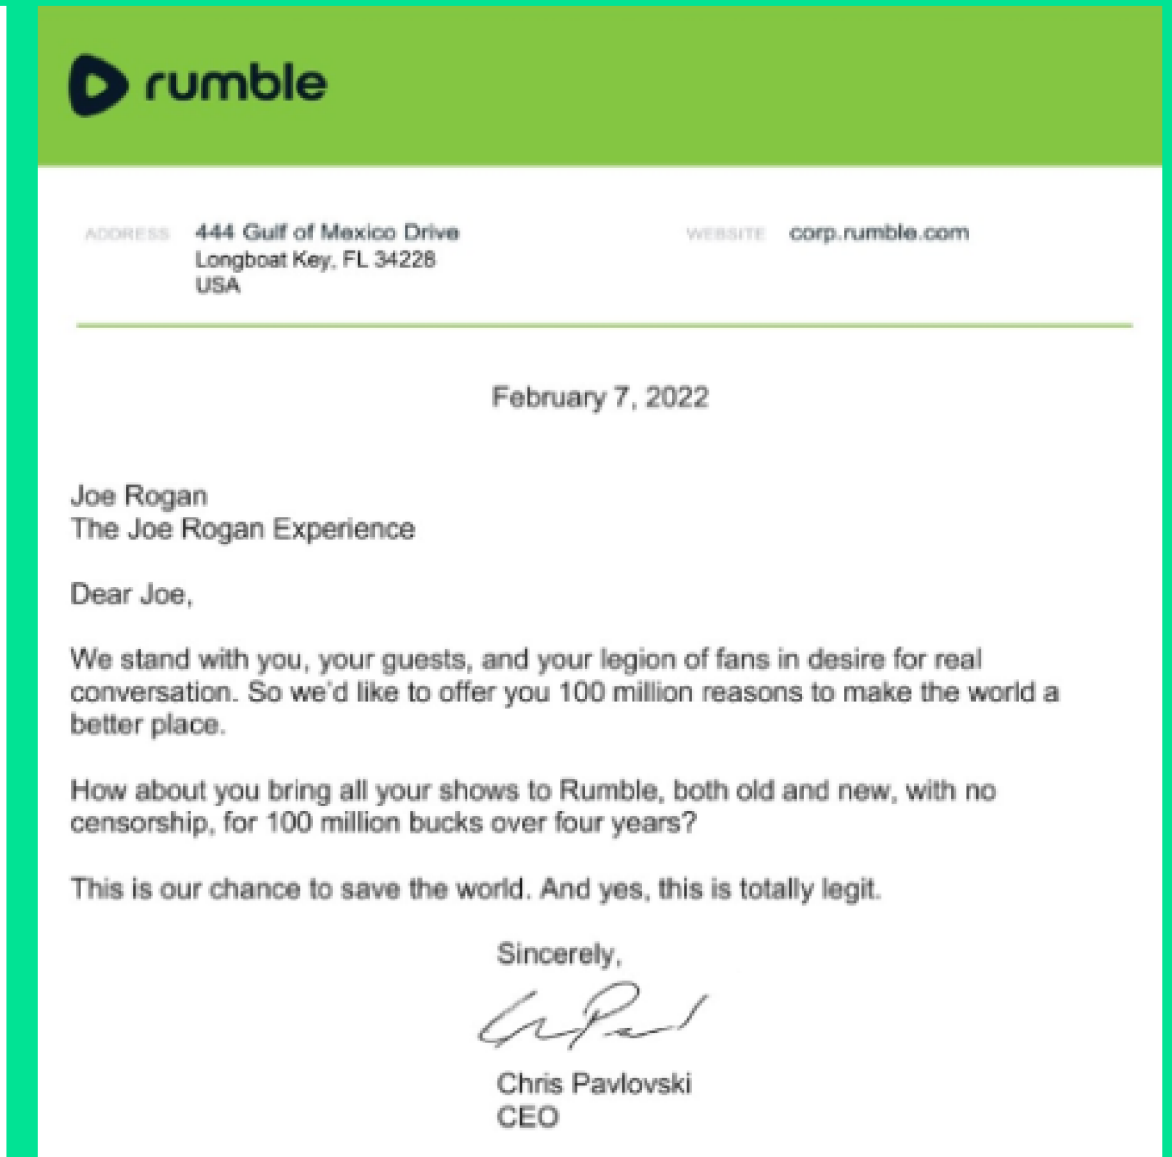 rumble
ADDRESS 444 Gulf of Mexico Drive WEBSITE corp.rumble.com
Longboat Key, FL 34228
USA
February 7, 2022
Joe Rogan
The Joe Rogan Experience
Dear Joe,
We stand with you, your guests, and your legion of fans in desire for real
conversation. So we'd like to offer you 100 million reasons to make the world a
better place.
How about you bring all your shows to Rumble, both old and new, with no
censorship, for 100 million bucks over four years?
This is our chance to save the world. And yes, this is totally legit.
Sincerely,
Chris Pavlovski
CEO